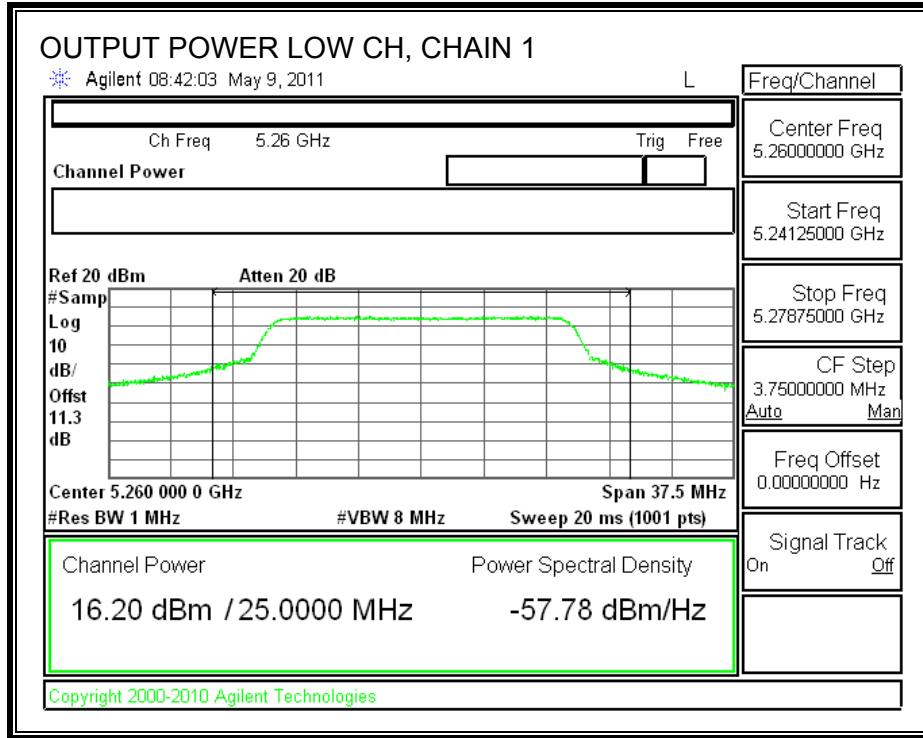 OUTPUT POWER LOW CH, CHAIN 1
Agilent 08:42:03 May 9, 2011 L
Freq/Channel
Ch Freq 5.26 GHz Trig Free
Channel Power
Center Freq
5.26000000 GHz
Start Freq
5.24125000 GHz
Stop Freq
5.27875000 GHz
CF Step
3.75000000 MHz
Auto Man
Freq Offset
0.00000000 Hz
Signal Track
On Off
Ref 20 dBm Atten 20 dB
#Samp
Log
10
dB/
Offst
11.3
dB
Center 5.260 000 0 GHz Span 37.5 MHz
#Res BW 1 MHz #VBW 8 MHz Sweep 20 ms (1001 pts)
Channel Power Power Spectral Density
16.20 dBm / 25.0000 MHz -57.78 dBm/Hz
Copyright 2000-2010 Agilent Technologies